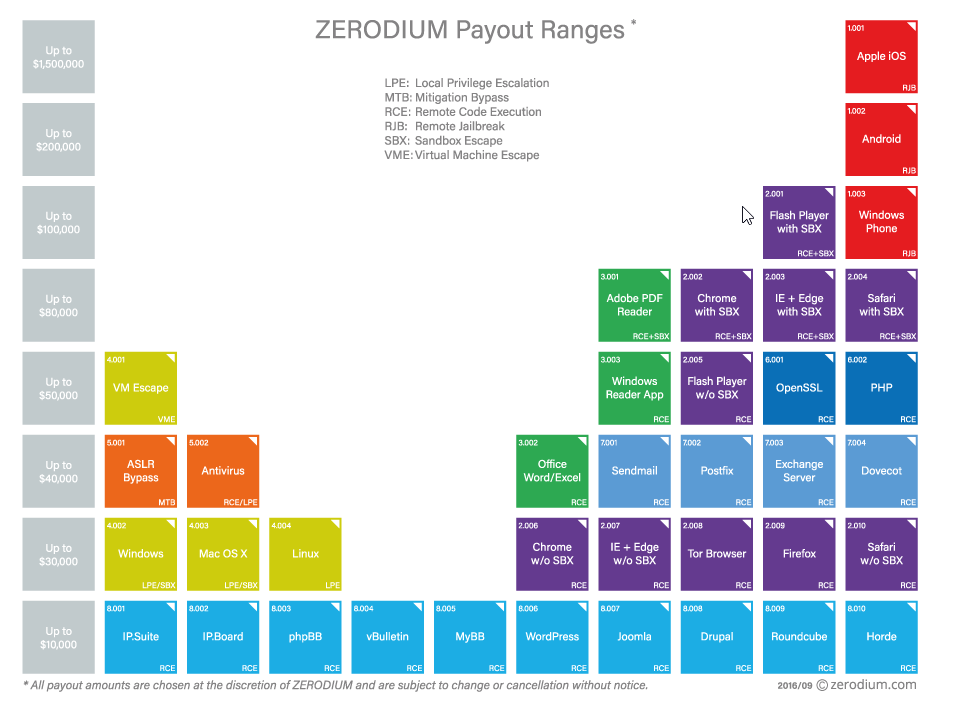 ZERODIUM Payout Ranges *
LPE: Local Privilege Escalation
MTB: Mitigation Bypass
RCE: Remote Code Execution
RJB: Remote Jailbreak
SBX: Sandbox Escape
VME: Virtual Machine Escape
Up to
$1,500,000
1.001
Apple iOS
RJB
Up to
$200,000
1.002
Android
RJB
Up to
$100,000
2.001
Flash Player
with SBX
RCE+SBX
1.003
Windows
Phone
RJB
Up to
$80,000
3.001
Adobe PDF
Reader
RCE+SBX
2.002
Chrome
with SBX
RCE+SBX
2.003
IE + Edge
with SBX
RCE+SBX
2.004
Safari
with SBX
RCE+SBX
Up to
$50,000
4.001
VM Escape
VME
3.003
Windows
Reader App
RCE
2.005
Flash Player
w/o SBX
RCE
6.001
OpenSSL
RCE
6.002
PHP
RCE
Up to
$40,000
5.001
ASLR
Bypass
MTB
5.002
Antivirus
RCE/LPE
3.002
Office
Word/Excel
RCE
7.001
Sendmail
RCE
7.002
Postfix
RCE
7.003
Exchange
Server
RCE
7.004
Dovecot
RCE
Up to
$30,000
4.002
Windows
LPE/SBX
4.003
Mac OS X
LPE/SBX
4.004
Linux
LPE
2.006
Chrome
w/o SBX
RCE
2.007
IE + Edge
w/o SBX
RCE
2.008
Tor Browser
RCE
2.009
Firefox
RCE
2.010
Safari
w/o SBX
RCE
Up to
$10,000
8.001
IP.Suite
RCE
8.002
IP.Board
RCE
8.003
phpBB
RCE
8.004
vBulletin
RCE
8.005
MyBB
RCE
8.006
WordPress
RCE
8.007
Joomla
RCE
8.008
Drupal
RCE
8.009
Roundcube
RCE
8.010
Horde
RCE
* All payout amounts are chosen at the discretion of ZERODIUM and are subject to change or cancellation without notice.
2016/09 © zerodium.com